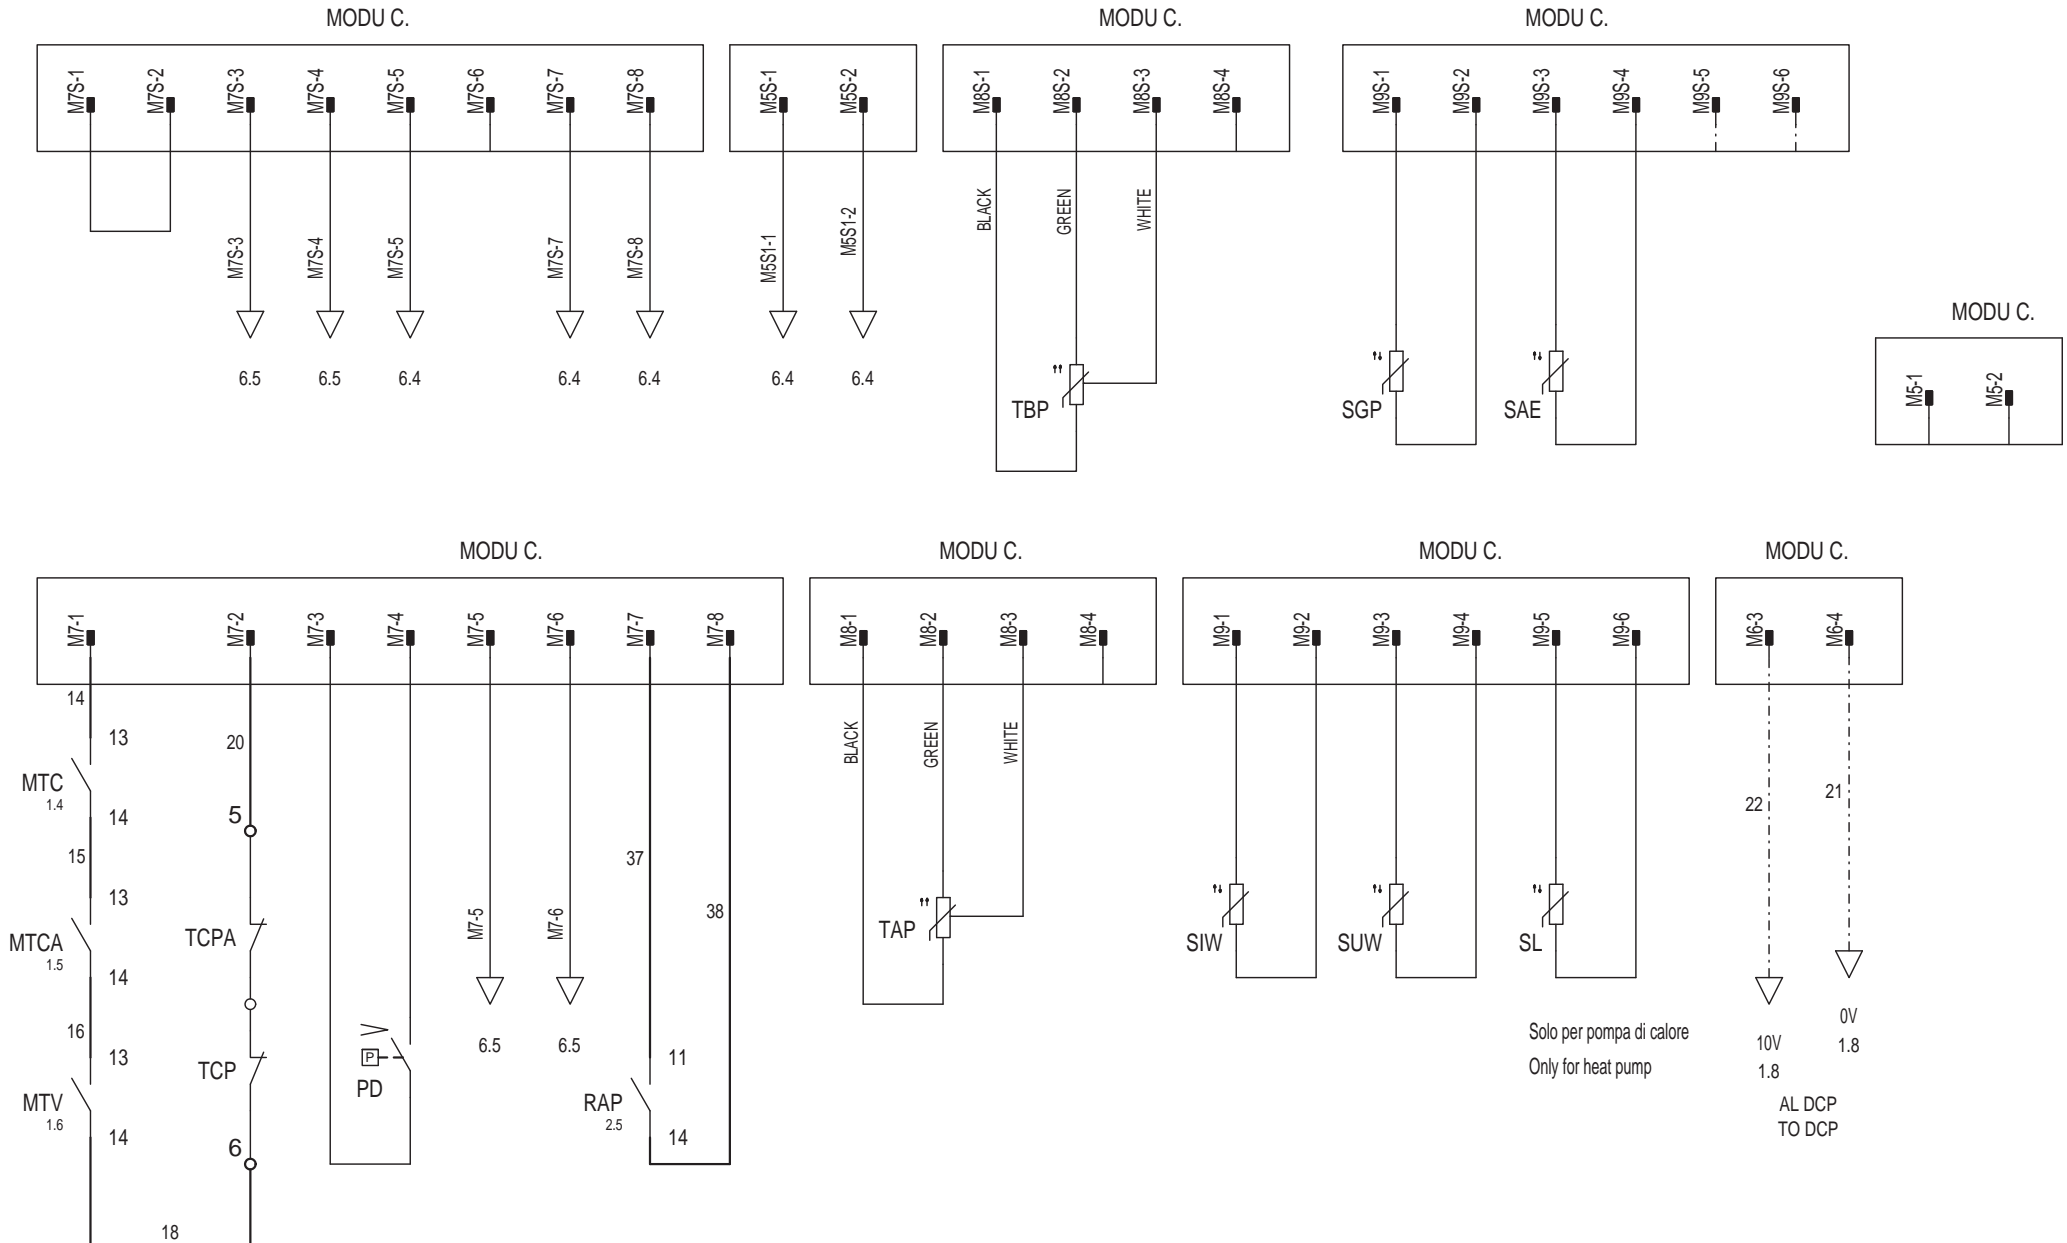 MODU C.
MODU C.
MODU C.
M7S-1
M7S-2
M7S-3
M7S-4
M7S-5
M7S-6
M7S-7
M7S-8
M5S-1
M5S-2
M8S-1
M8S-2
M8S-3
M8S-4
M9S-1
M9S-2
M9S-3
M9S-4
M9S-5
M9S-6
M7S-3
M7S-4
M7S-5
M7S-7
M7S-8
M5S1-1
M5S1-2
BLACK
GREEN
WHITE
MODU C.
M5-1
M5-2
6.5
6.5
6.4
6.4
6.4
6.4
6.4
TBP
SGP
SAE
MODU C.
MODU C.
MODU C.
MODU C.
M7-1
M7-2
M7-3
M7-4
M7-5
M7-6
M7-7
M7-8
M8-1
M8-2
M8-3
M8-4
M9-1
M9-2
M9-3
M9-4
M9-5
M9-6
M6-3
M6-4
14
13
MTC
1.4
14
15
13
MTCA
1.5
14
16
13
MTV
1.6
14
18
20
5
TCPA
TCP
6
P
PD
M7-5
6.5
M7-6
6.5
37
38
11
RAP
2.5
14
BLACK
GREEN
WHITE
TAP
SIW
SUW
SL
22
21
Solo per pompa di calore
Only for heat pump
10V
1.8
0V
1.8
AL DCP
TO DCP